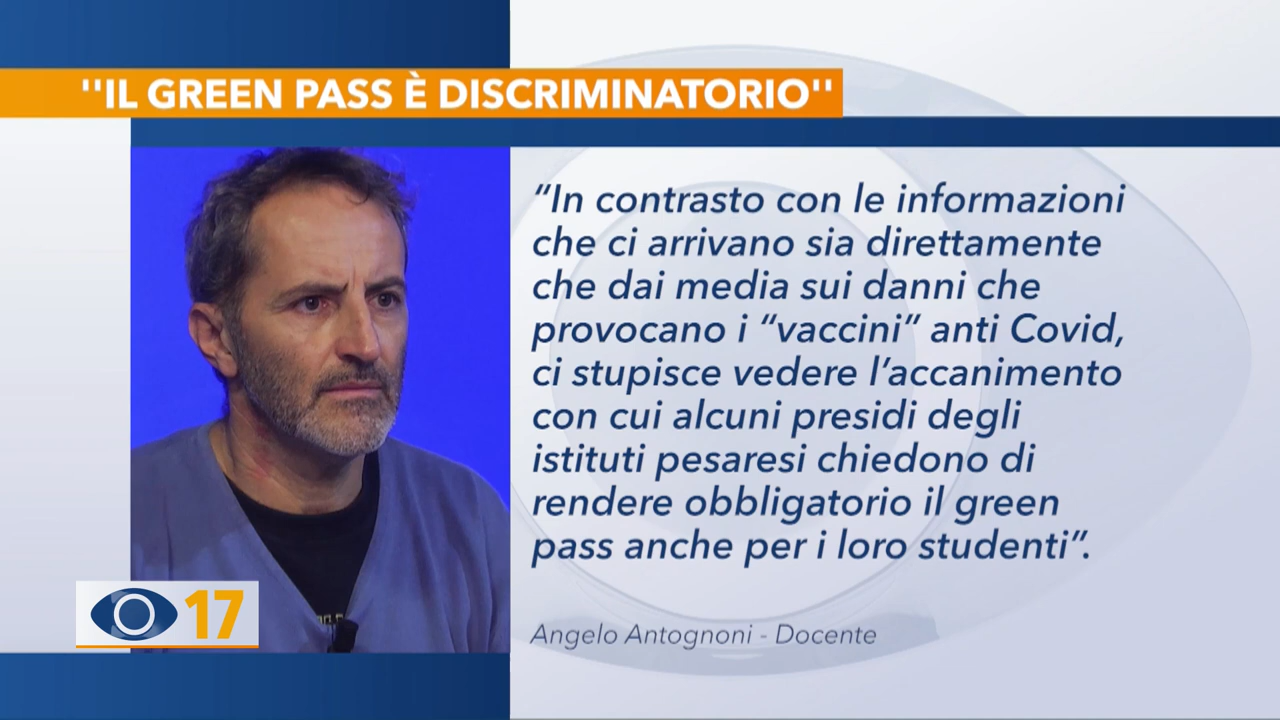 ''IL GREEN PASS È DISCRIMINATORIO''
“In contrasto con le informazioni
che ci arrivano sia direttamente
che dai media sui danni che
provocano i “vaccini” anti Covid,
ci stupisce vedere l’accanimento
con cui alcuni presidi degli
istituti pesaresi chiedono di
rendere obbligatorio il green
pass anche per i loro studenti”.
Angelo Antognoni - Docente
17